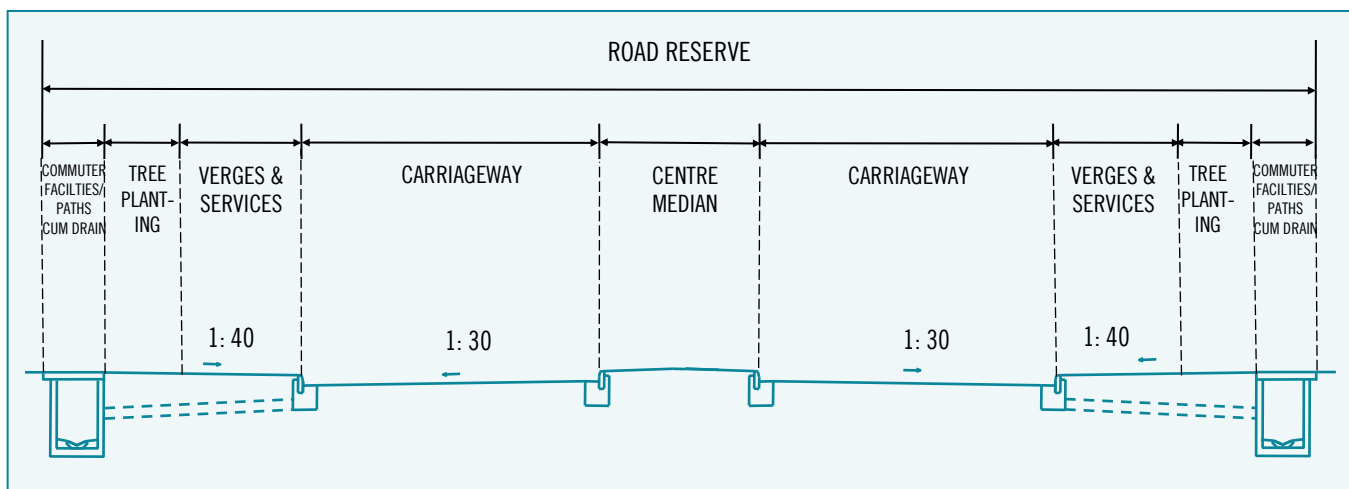 ROAD RESERVE
COMMUTER
FACILTIES/
PATHS
CUM DRAIN
TREE
PLANT-
ING
VERGES &
SERVICES
CARRIAGEWAY
CENTRE
MEDIAN
CARRIAGEWAY
VERGES &
SERVICES
TREE
PLANT-
ING
COMMUTER
FACILTIES/
PATHS
CUM DRAIN
1: 40
1: 30
1: 30
1: 40